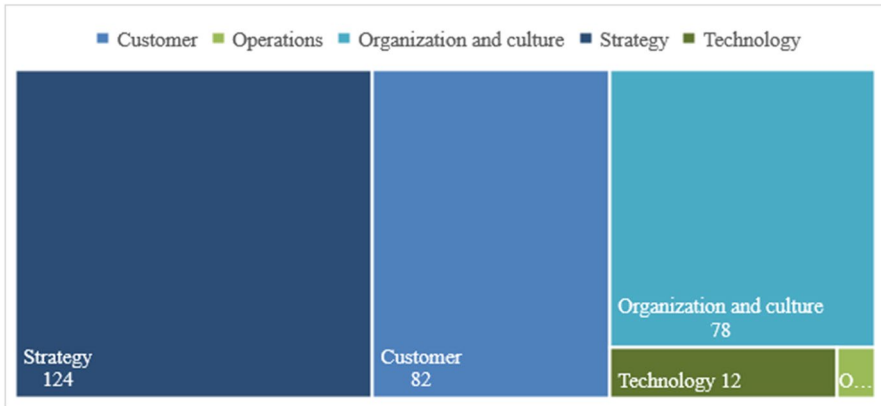 Customer Operations Organization and culture Strategy Technology
Strategy
124
Customer
82
Organization and culture
78
Technology 12
O...